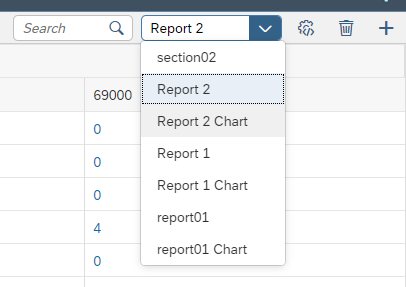 Search
Report 2
section02
Report 2
69000
Report 2 Chart
0
Report 1
0
Report 1 Chart
0
report01
4
report01 Chart
0